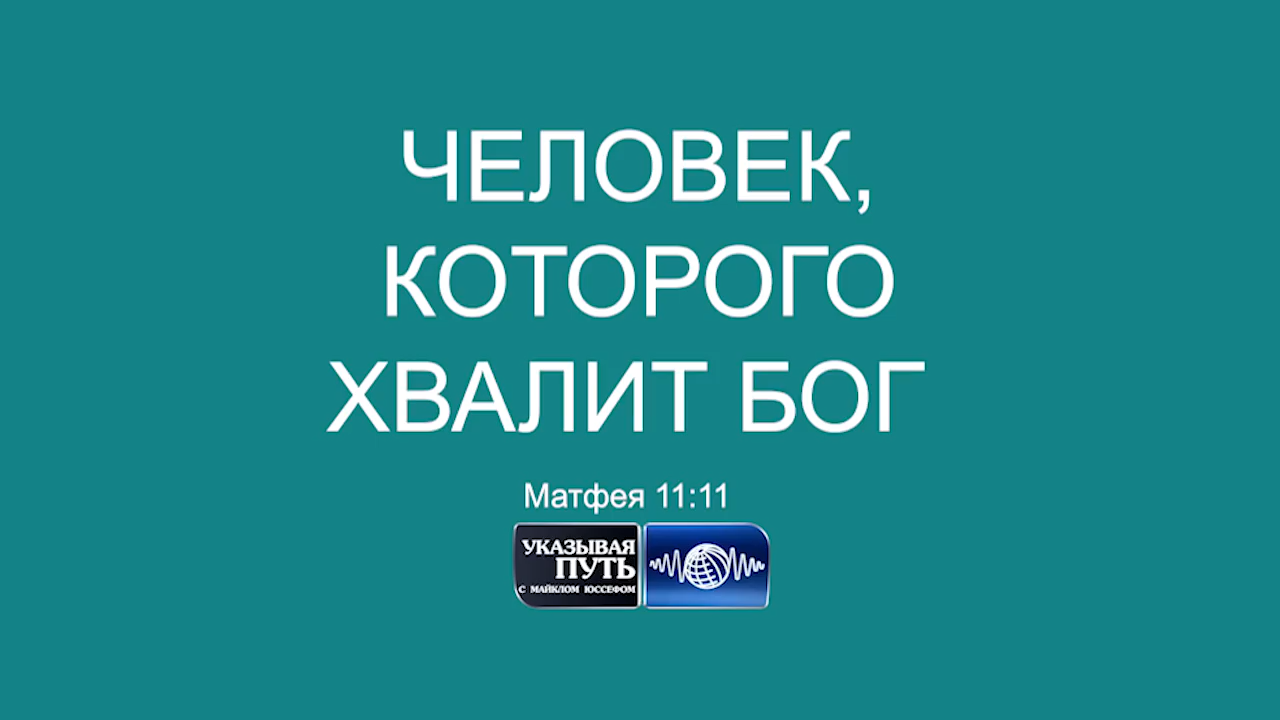 ЧЕЛОВЕК,
КОТОРОГО
ХВАЛИТ БОГ
Матфея 11:11
УКАЗЫВАЯ
ПУТЬ
С МАЙКЛОМ ЮССЕФОМ